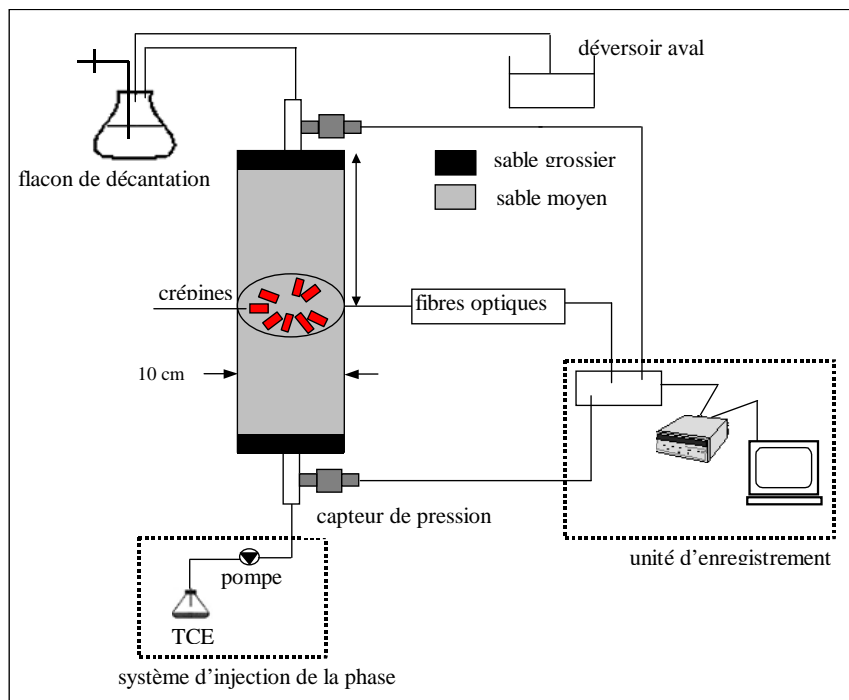 déversoir aval
flacon de décantation
sable grossier
sable moyen
crépines
fibres optiques
10 cm
capteur de pression
unité d'enregistrement
pompe
TCE
système d'injection de la phase